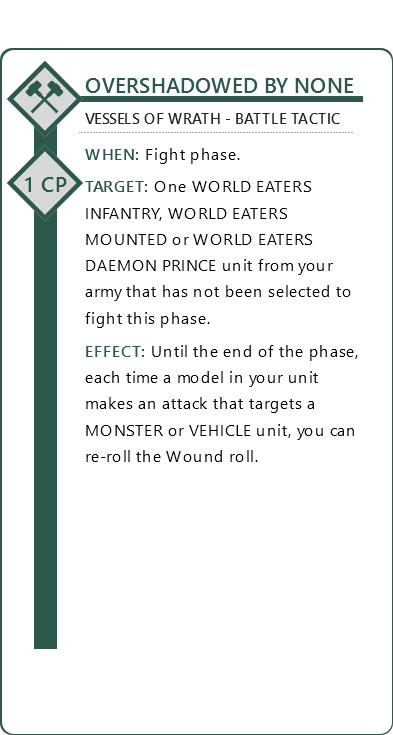 OVERSHADOWED BY NONE
VESSELS OF WRATH - BATTLE TACTIC
WHEN: Fight phase.
1 CP
TARGET: One WORLD EATERS
INFANTRY, WORLD EATERS
MOUNTED or WORLD EATERS
DAEMON PRINCE unit from your
army that has not been selected to
fight this phase.
EFFECT: Until the end of the phase,
each time a model in your unit
makes an attack that targets a
MONSTER or VEHICLE unit, you can
re-roll the Wound roll.